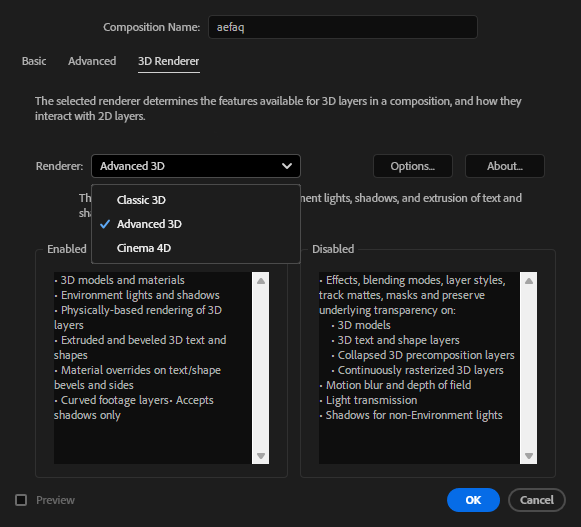 Composition Name: aefaq
Basic Advanced 3D Renderer
The selected renderer determines the features available for 3D layers in a composition, and how they
interact with 2D layers.
Renderer: Advanced 3D Options... About...
ment lights, shadows, and extrusion of text and
Classic 3D
Advanced 3D
Cinema 4D
Enabled Disabled
• 3D models and materials
• Environment lights and shadows
• Physically-based rendering of 3D
layers
• Extruded and beveled 3D text and
shapes
• Material overrides on text/shape
bevels and sides
• Curved footage layers• Accepts
shadows only
• Effects, blending modes, layer styles,
track mattes, masks and preserve
underlying transparency on:
• 3D models
• 3D text and shape layers
• Collapsed 3D precomposition layers
• Continuously rasterized 3D layers
• Motion blur and depth of field
• Light transmission
• Shadows for non-Environment lights
Preview OK Cancel